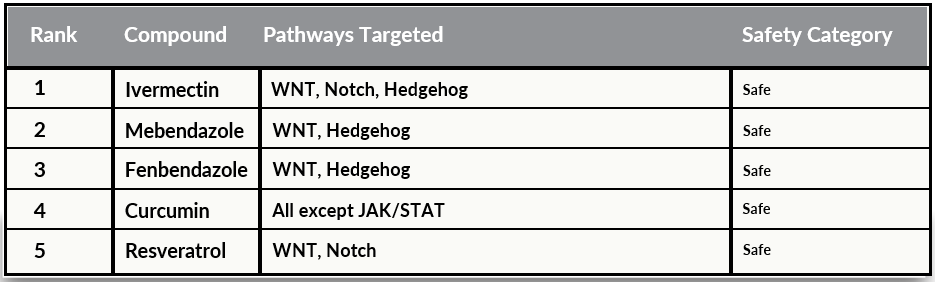 Rank Compound Pathways Targeted Safety Category
1 Ivermectin WNT, Notch, Hedgehog Safe
2 Mebendazole WNT, Hedgehog Safe
3 Fenbendazole WNT, Hedgehog Safe
4 Curcumin All except JAK/STAT Safe
5 Resveratrol WNT, Notch Safe